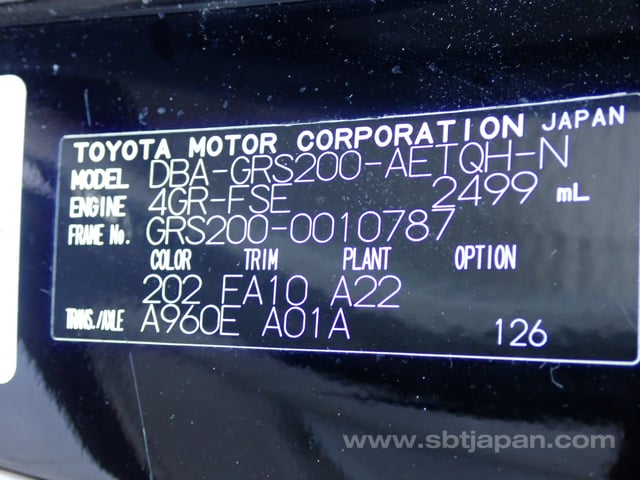 TOYOTA MOTOR CORPORATION JAPAN
MODEL DBA-GRS200-AETQH-N
ENGINE 4GR-FSE 2499 mL
FRAME No. GRS200-0010787
COLOR TRIM PLANT OPTION
202 FA10 A22
TRANS./AXLE A960E A01A 126
www.sbtjapan.com